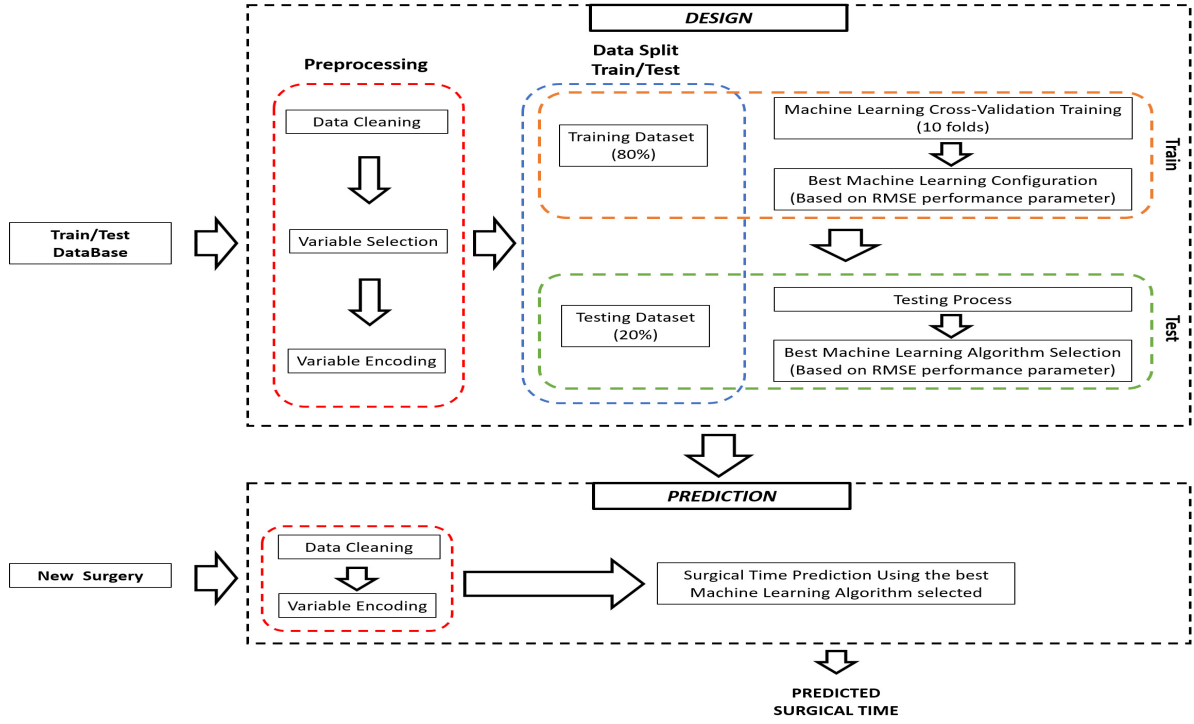 DESIGN
Preprocessing
Data Cleaning
Variable Selection
Variable Encoding
Data Split
Train/Test
Training Dataset
(80%)
Machine Learning Cross-Validation Training
(10 folds)
Best Machine Learning Configuration
(Based on RMSE performance parameter)
Train
Train/Test
DataBase
Testing Dataset
(20%)
Testing Process
Best Machine Learning Algorithm Selection
(Based on RMSE performance parameter)
Test
PREDICTION
New Surgery
Data Cleaning
Variable Encoding
Surgical Time Prediction Using the best
Machine Learning Algorithm selected
PREDICTED
SURGICAL TIME